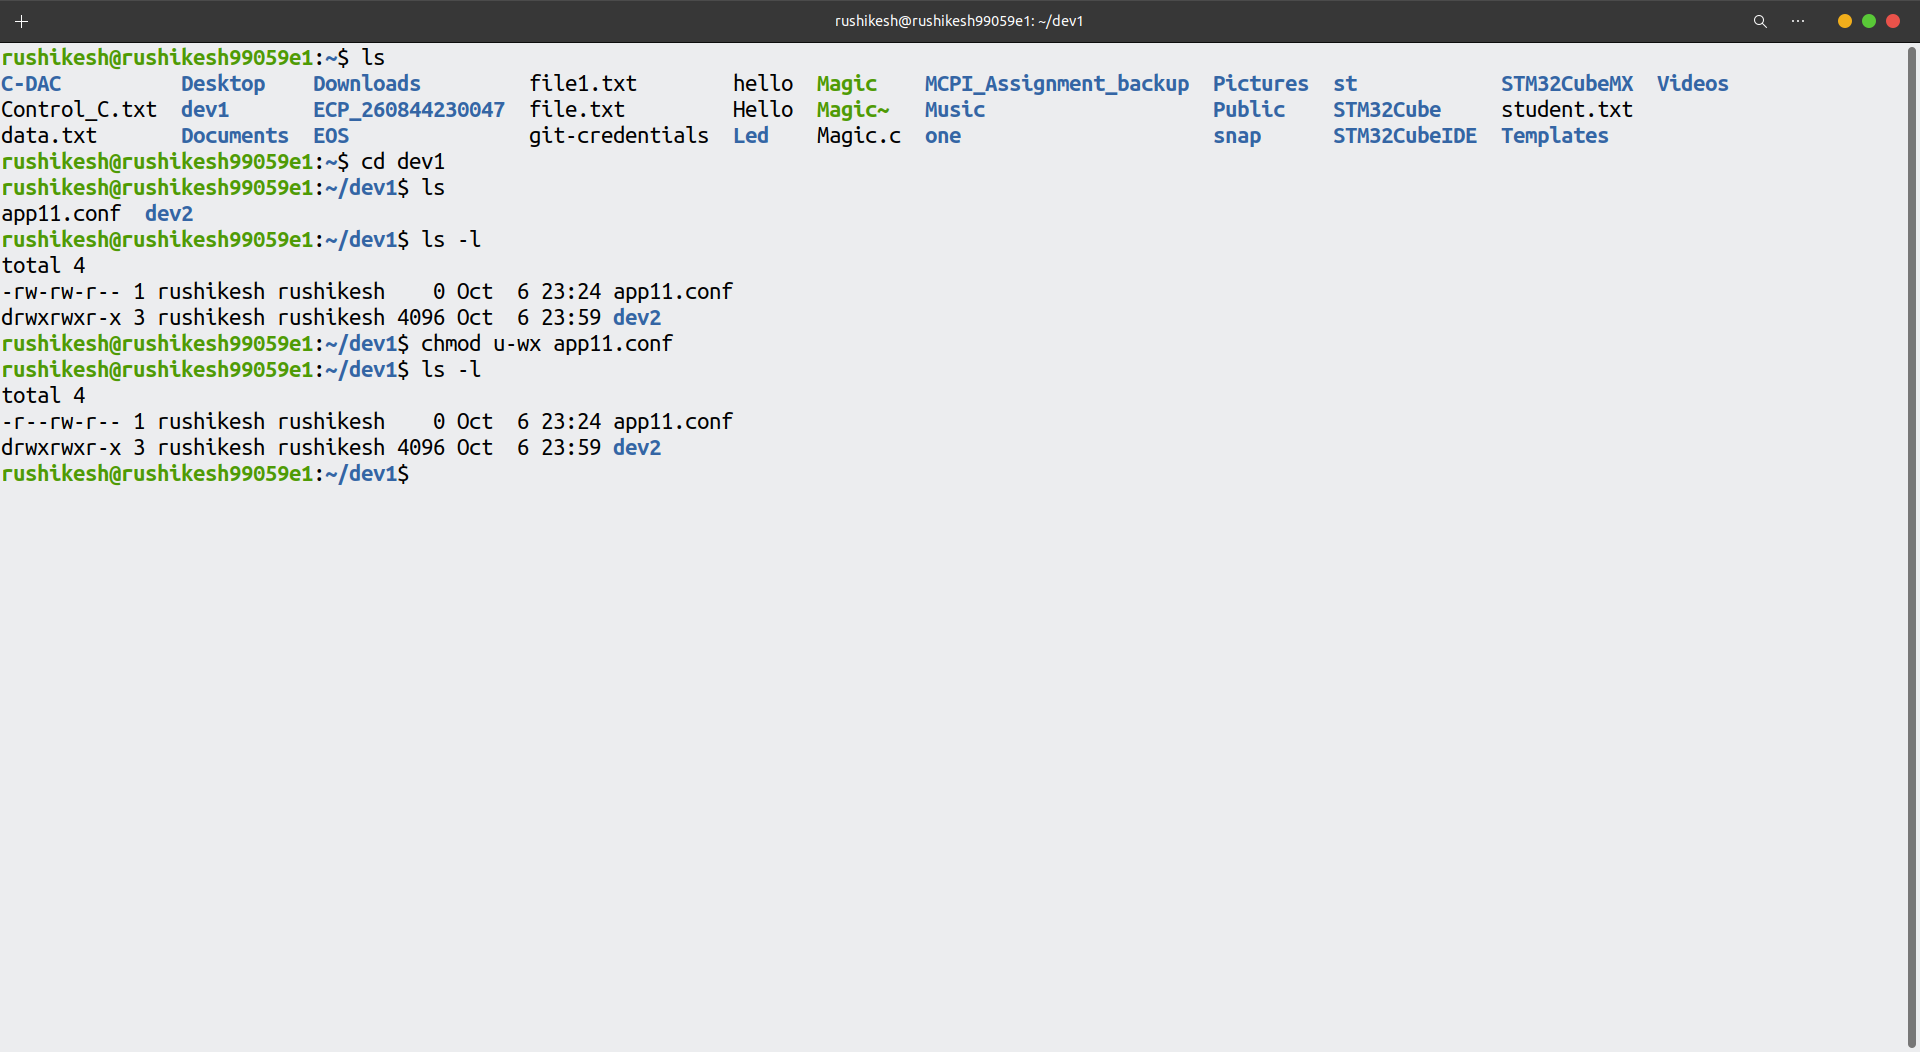 rushikesh@rushikesh99059e1: ~/dev1
rushikesh@rushikesh99059e1:~$ ls
C-DAC          Desktop    Downloads         file1.txt        hello  Magic    MCPI_Assignment_backup  Pictures  st            STM32CubeMX  Videos
Control_C.txt  dev1       ECP_260844230047  file.txt         Hello  Magic~   Music                   Public    STM32Cube     student.txt
data.txt       Documents  EOS               git-credentials  Led    Magic.c  one                     snap      STM32CubeIDE  Templates
rushikesh@rushikesh99059e1:~$ cd dev1
rushikesh@rushikesh99059e1:~/dev1$ ls
app11.conf  dev2
rushikesh@rushikesh99059e1:~/dev1$ ls -l
total 4
-rw-rw-r-- 1 rushikesh rushikesh    0 Oct  6 23:24 app11.conf
drwxrwxr-x 3 rushikesh rushikesh 4096 Oct  6 23:59 dev2
rushikesh@rushikesh99059e1:~/dev1$ chmod u-wx app11.conf
rushikesh@rushikesh99059e1:~/dev1$ ls -l
total 4
-r--rw-r-- 1 rushikesh rushikesh    0 Oct  6 23:24 app11.conf
drwxrwxr-x 3 rushikesh rushikesh 4096 Oct  6 23:59 dev2
rushikesh@rushikesh99059e1:~/dev1$